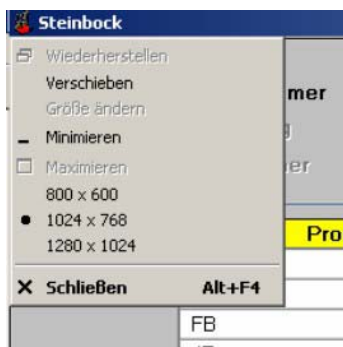 Steinbock
Wiederherstellen
Verschieben
mer
Größe ändern
Minimieren
er
Maximieren
800 x 600
1024 x 768
Pro
1280 x 1024
Schließen Alt+F4
FB